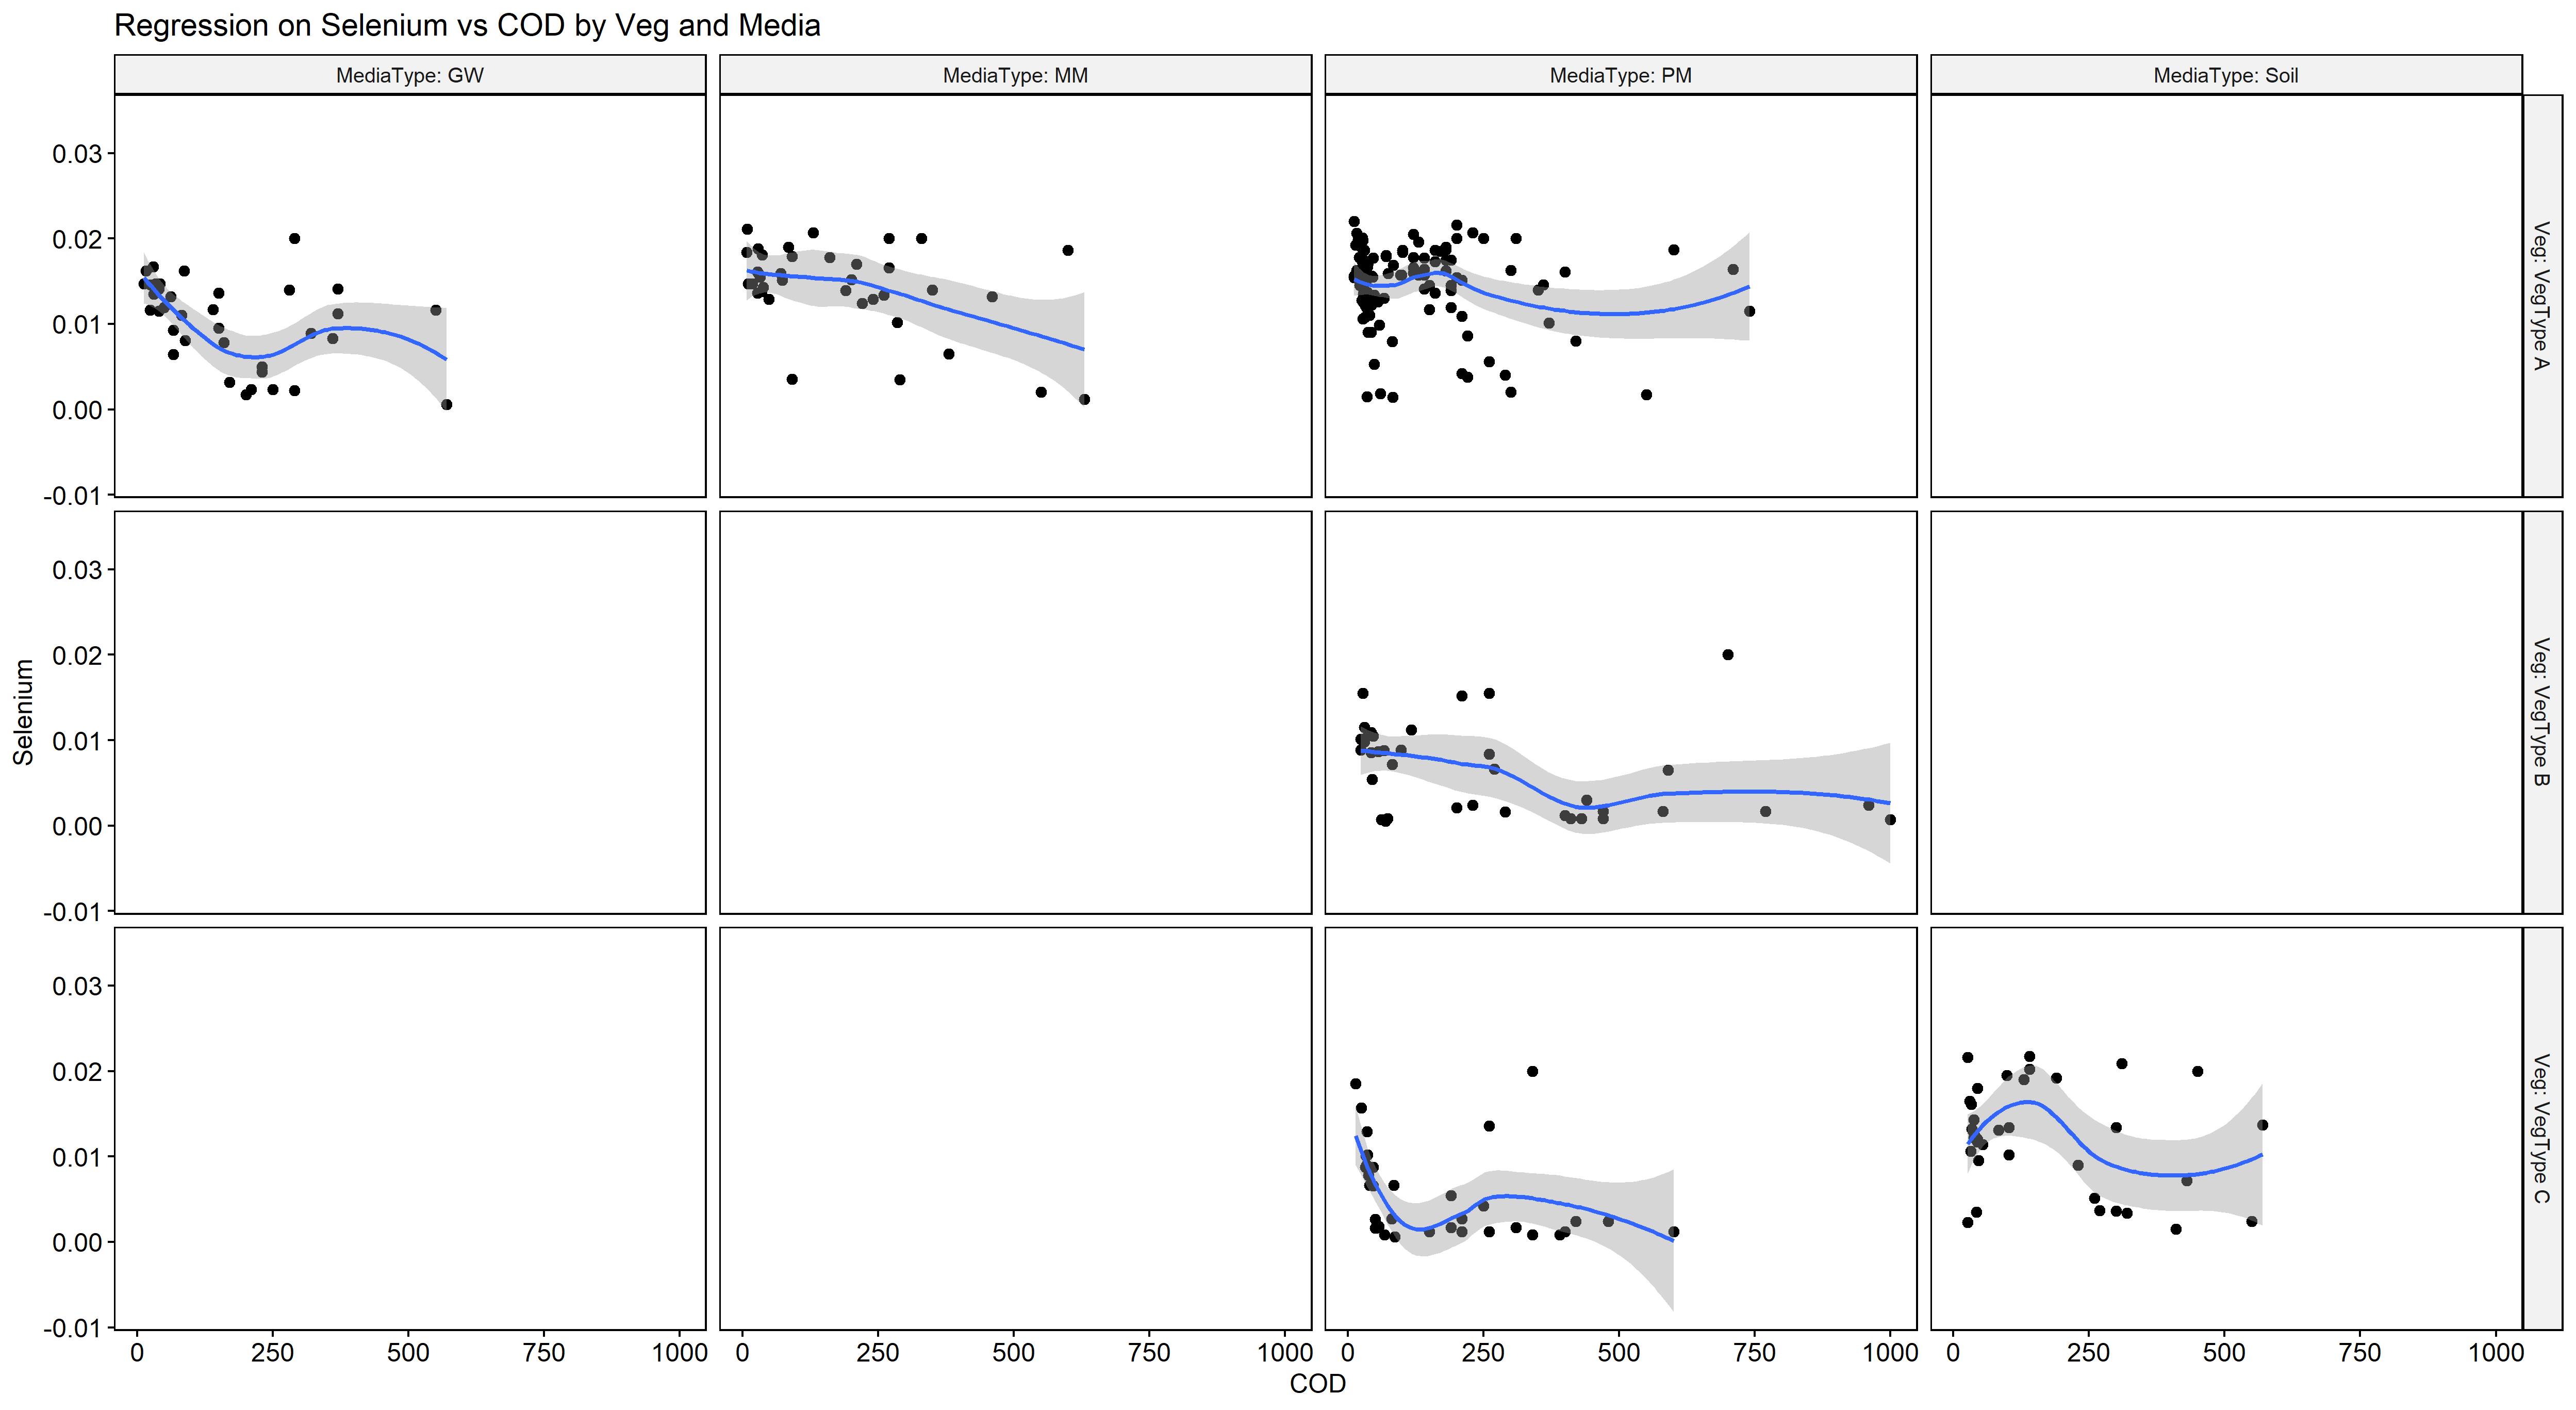 Regression on Selenium vs COD by Veg and Media
MediaType: GW
MediaType: MM
MediaType: PM
MediaType: Soil
0.03
0.02
0.01
0.00
-0.01
Veg: VegType A
0.03
0.02
0.01
0.00
-0.01
Veg: VegType B
Selenium
0.03
0.02
0.01
0.00
-0.01
Veg: VegType C
0 250 500 750 1000
0 250 500 750 1000
0 250 500 750 1000
0 250 500 750 1000
COD